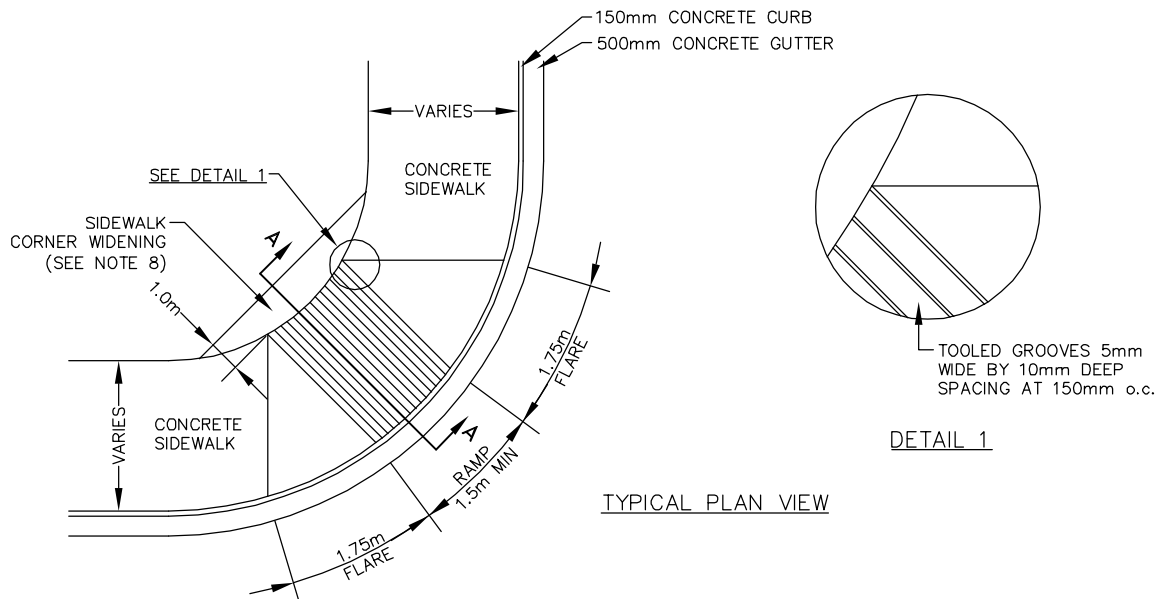 150mm CONCRETE CURB
500mm CONCRETE GUTTER
VARIES
CONCRETE
SIDEWALK
SEE DETAIL 1
SIDEWALK
CORNER WIDENING
(SEE NOTE 8)
A
1.0m
VARIES
CONCRETE
SIDEWALK
1.75m
FLARE
A
RAMP
1.5m MIN
1.75m
FLARE
TOOLED GROOVES 5mm
WIDE BY 10mm DEEP
SPACING AT 150mm o.c.
DETAIL 1
TYPICAL PLAN VIEW